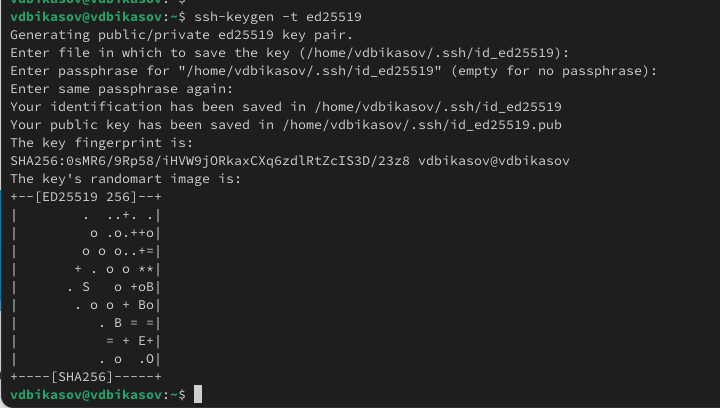 vdbikasov@vdbikasov:~$ ssh-keygen -t ed25519
Generating public/private ed25519 key pair.
Enter file in which to save the key (/home/vdbikasov/.ssh/id_ed25519):
Enter passphrase for "/home/vdbikasov/.ssh/id_ed25519" (empty for no passphrase):
Enter same passphrase again:
Your identification has been saved in /home/vdbikasov/.ssh/id_ed25519
Your public key has been saved in /home/vdbikasov/.ssh/id_ed25519.pub
The key fingerprint is:
SHA256:0sMR6/9Rp58/iHVW9jORkaxCXq6zdlRtZcIS3D/23z8 vdbikasov@vdbikasov
The key's randomart image is:
+--[ED25519 256]--+
|        .  ..+. .|
|         o .o.++o|
|        o o o..+=|
|       + . o o **|
|      . S   o +oB|
|       . o o + Bo|
|          . B = =|
|           = + E+|
|          . o  .O|
+----[SHA256]-----+
vdbikasov@vdbikasov:~$